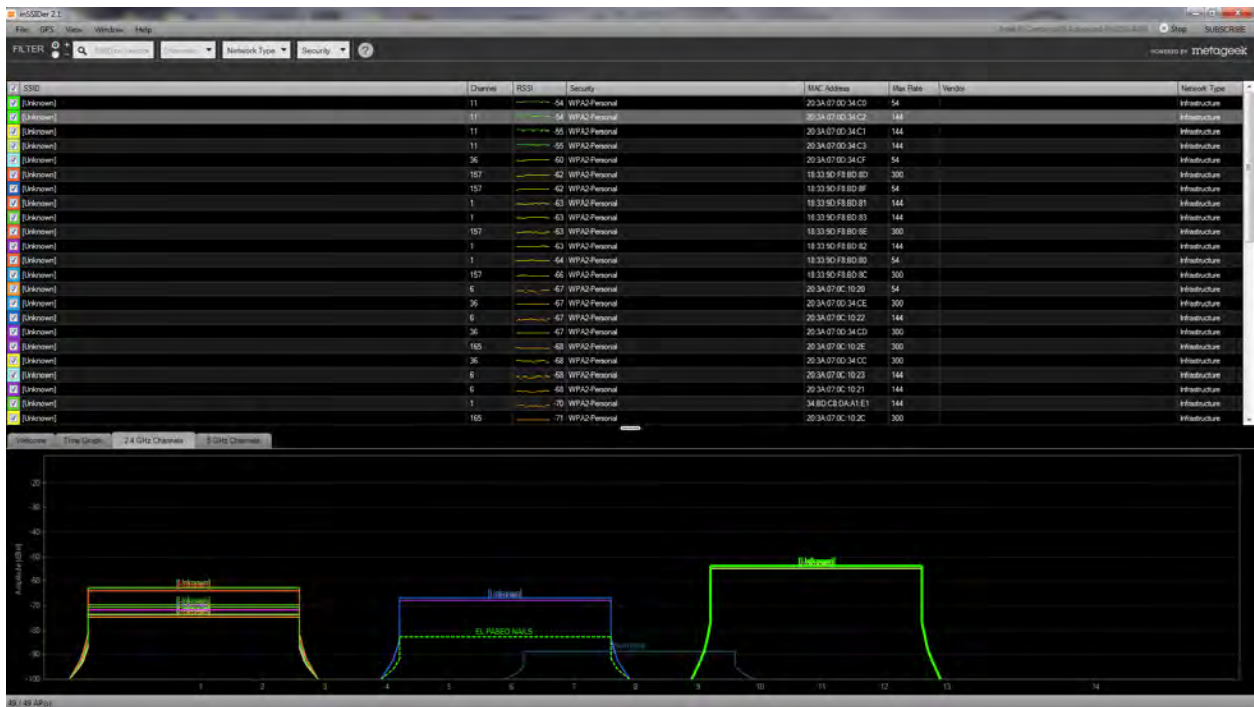 inSSIDer 2.1
File GPS View Window Help
Stop SUBSCRIBE
FILTER + - Network Type Security ? POWERED BY metageek
SSID Channel RSSI Security MAC Address Max Rate Vendor Network Type
[Unknown] 11 -54 WPA2-Personal 20:3A:07:0D:34:C0 54 Infrastructure
[Unknown] 11 -54 WPA2-Personal 20:3A:07:0D:34:C2 144 Infrastructure
[Unknown] 11 -55 WPA2-Personal 20:3A:07:0D:34:C1 144 Infrastructure
[Unknown] 11 -55 WPA2-Personal 20:3A:07:0D:34:C3 144 Infrastructure
[Unknown] 36 -60 WPA2-Personal 20:3A:07:0D:34:CF 54 Infrastructure
[Unknown] 157 -62 WPA2-Personal 18:33:9D:F8:BD:8D 300 Infrastructure
[Unknown] 157 -62 WPA2-Personal 18:33:9D:F8:BD:8F 54 Infrastructure
[Unknown] 1 -63 WPA2-Personal 18:33:9D:F8:BD:81 144 Infrastructure
[Unknown] 1 -63 WPA2-Personal 18:33:9D:F8:BD:83 144 Infrastructure
[Unknown] 157 -63 WPA2-Personal 18:33:9D:F8:BD:8E 300 Infrastructure
[Unknown] 1 -63 WPA2-Personal 18:33:9D:F8:BD:82 144 Infrastructure
[Unknown] 1 -64 WPA2-Personal 18:33:9D:F8:BD:80 54 Infrastructure
[Unknown] 157 -66 WPA2-Personal 18:33:9D:F8:BD:8C 300 Infrastructure
[Unknown] 6 -67 WPA2-Personal 20:3A:07:0C:10:20 54 Infrastructure
[Unknown] 36 -67 WPA2-Personal 20:3A:07:0D:34:CE 300 Infrastructure
[Unknown] 6 -67 WPA2-Personal 20:3A:07:0C:10:22 144 Infrastructure
[Unknown] 36 -67 WPA2-Personal 20:3A:07:0D:34:CD 300 Infrastructure
[Unknown] 165 -68 WPA2-Personal 20:3A:07:0C:10:2E 300 Infrastructure
[Unknown] 36 -68 WPA2-Personal 20:3A:07:0D:34:CC 300 Infrastructure
[Unknown] 6 -68 WPA2-Personal 20:3A:07:0C:10:23 144 Infrastructure
[Unknown] 6 -68 WPA2-Personal 20:3A:07:0C:10:21 144 Infrastructure
[Unknown] 1 -70 WPA2-Personal 34:BD:C8:DA:A1:E1 144 Infrastructure
[Unknown] 165 -71 WPA2-Personal 20:3A:07:0C:10:2C 300 Infrastructure
Welcome Time Graph 2.4 GHz Channels 5 GHz Channels
Amplitude [dBm]
-20
-30
-40
-50
-60
-70
-80
-90
-100
[Unknown]
[Unknown]
[Unknown]
[Unknown]
EL PASEO NAILS
1 2 3 4 5 6 7 8 9 10 11 12 13 14
49 / 49 AP(s)